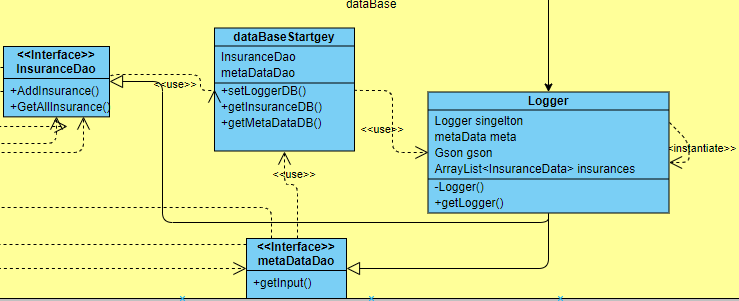 dataBase
<<Interface>>
InsuranceDao
+AddInsurance()
+GetAllInsurance()
<<use>>
dataBaseStartgey
InsuranceDao
metaDataDao
+setLoggerDB()
+getInsuranceDB()
+getMetaDataDB()
<<use>>
Logger
Logger singelton
metaData meta
Gson gson
ArrayList<InsuranceData> insurances
-Logger()
+getLogger()
<instantiate>>
<<use>>
<<Interface>>
metaDataDao
+getInput()